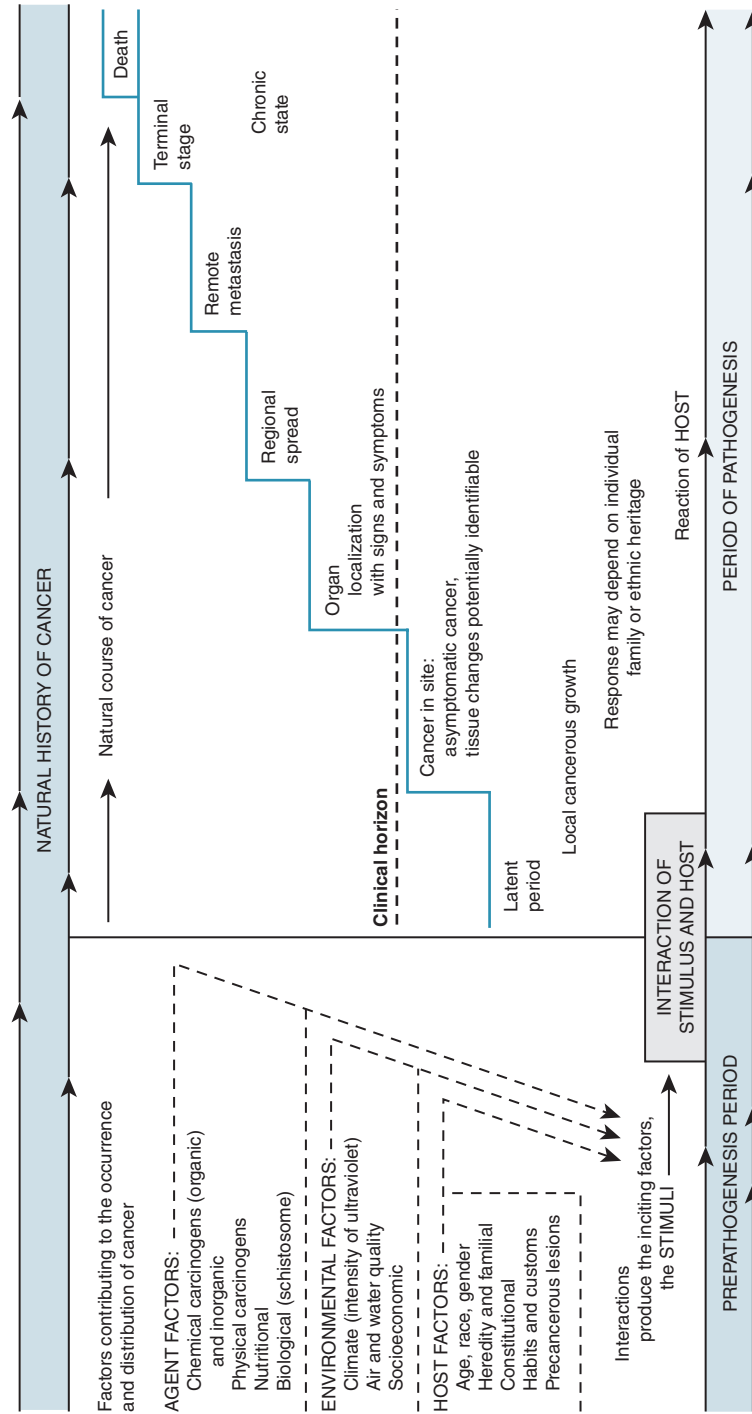 NATURAL HISTORY OF CANCER
Factors contributing to the occurrence
and distribution of cancer
AGENT FACTORS:
Chemical carcinogens (organic)
and inorganic
Physical carcinogens
Nutritional
Biological (schistosome)
ENVIRONMENTAL FACTORS:
Climate (intensity of ultraviolet)
Air and water quality
Socioeconomic
HOST FACTORS:
Age, race, gender
Heredity and familial
Constitutional
Habits and customs
Precancerous lesions
Interactions
produce the inciting factors,
the STIMULI
INTERACTION OF
STIMULUS AND HOST
PREPATHOGENESIS PERIOD
Natural course of cancer
Clinical horizon
Latent
period
Local cancerous growth
Cancer in site:
asymptomatic cancer,
tissue changes potentially identifiable
Response may depend on individual
family or ethnic heritage
Organ
localization
with signs and symptoms
Regional
spread
Remote
metastasis
Terminal
stage
Death
Chronic
state
Reaction of HOST
PERIOD OF PATHOGENESIS